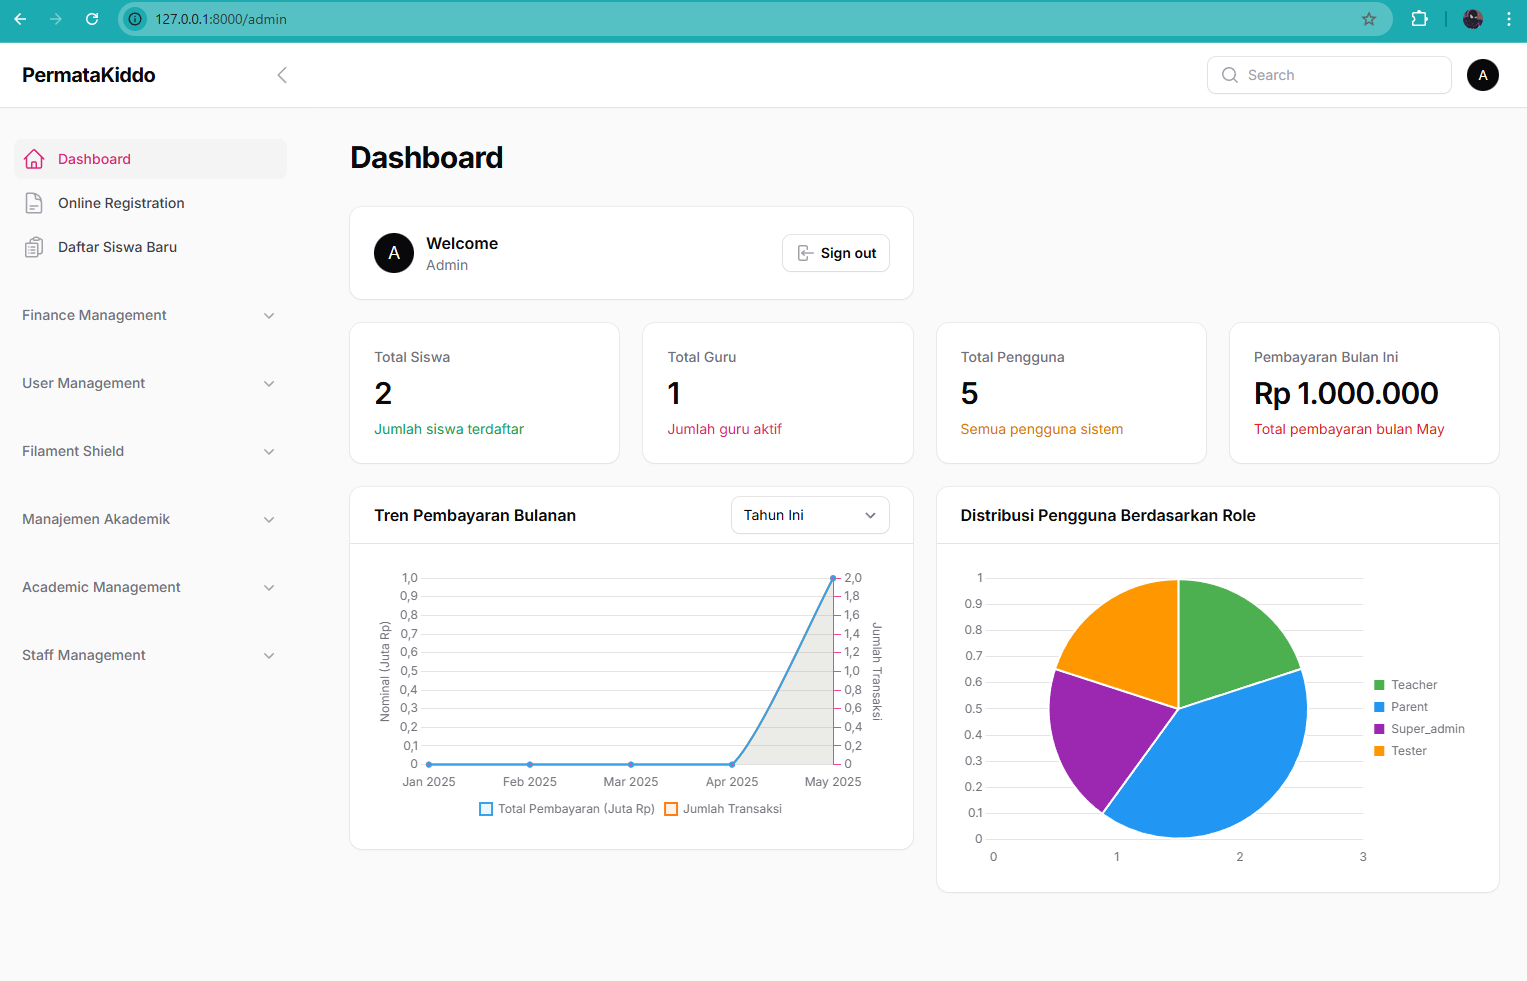 127.0.0.1:8000/admin
PermataKiddo
Search
A
Dashboard
Online Registration
Daftar Siswa Baru
Finance Management
User Management
Filament Shield
Manajemen Akademik
Academic Management
Staff Management
Dashboard
A
Welcome
Admin
Sign out
Total Siswa
2
Jumlah siswa terdaftar
Total Guru
1
Jumlah guru aktif
Total Pengguna
5
Semua pengguna sistem
Pembayaran Bulan Ini
Rp 1.000.000
Total pembayaran bulan May
Tren Pembayaran Bulanan
Tahun Ini
Nominal (Juta Rp)
1,0
0,9
0,8
0,7
0,6
0,5
0,4
0,3
0,2
0,1
0
2,0
1,8
1,6
1,4
1,2
1,0
0,8
0,6
0,4
0,2
0
Jumlah Transaksi
Jan 2025 Feb 2025 Mar 2025 Apr 2025 May 2025
Total Pembayaran (Juta Rp) Jumlah Transaksi
Distribusi Pengguna Berdasarkan Role
1
0.9
0.8
0.7
0.6
0.5
0.4
0.3
0.2
0.1
0
0 1 2 3
Teacher
Parent
Super_admin
Tester